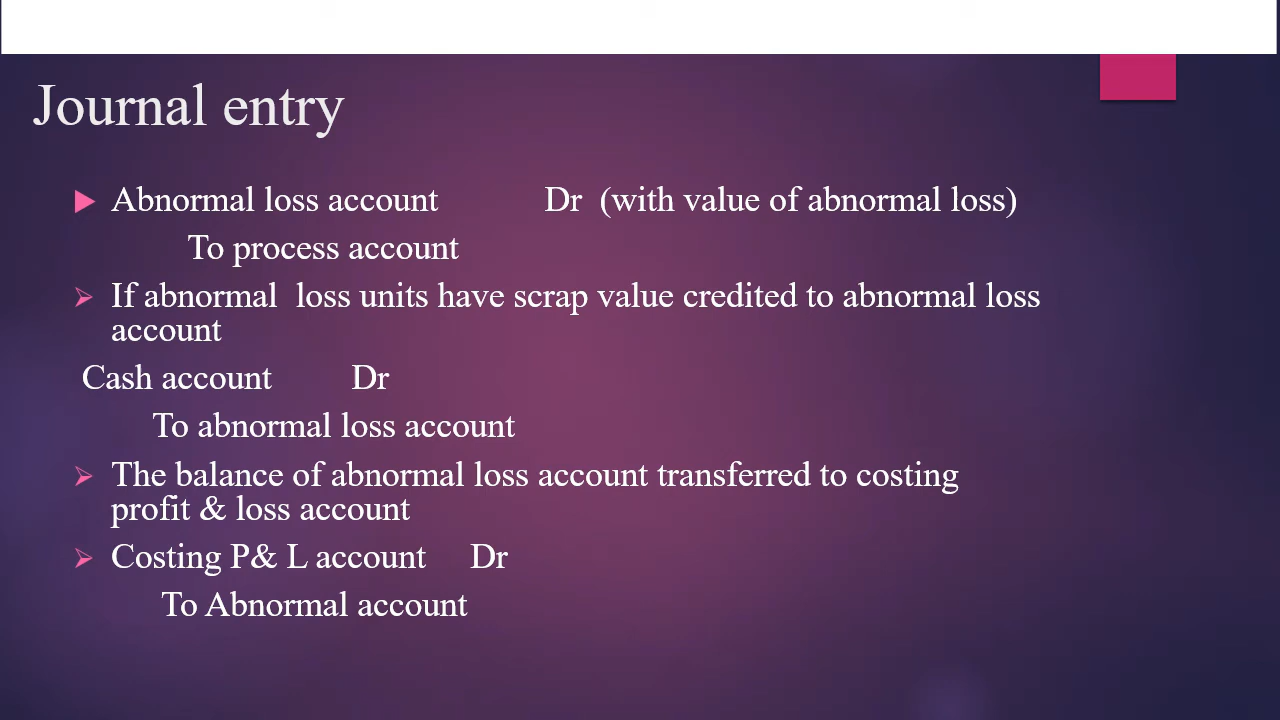 Journal entry
Abnormal loss account Dr (with value of abnormal loss)
To process account
If abnormal loss units have scrap value credited to abnormal loss
account
Cash account Dr
To abnormal loss account
The balance of abnormal loss account transferred to costing
profit & loss account
Costing P& L account Dr
To Abnormal account